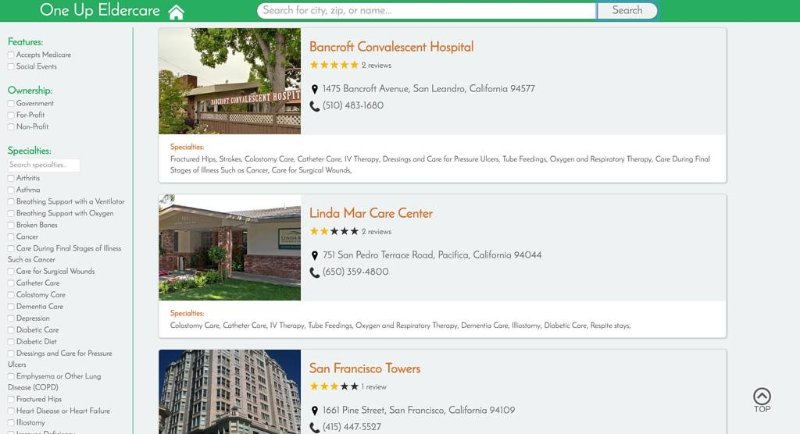 One Up Eldercare
Search for city, zip, or name...
Search
Features:
Accepts Medicare
Social Events
Ownership:
Government
For-Profit
Non-Profit
Specialties:
Search specialties...
Arthritis
Asthma
Breathing Support with a Ventilator
Breathing Support with Oxygen
Broken Bones
Cancer
Care During Final Stages of Illness
Such as Cancer
Care for Surgical Wounds
Catheter Care
Colostomy Care
Dementia Care
Depression
Diabetic Care
Diabetic Diet
Dressings and Care for Pressure
Ulcers
Emphysema or Other Lung
Disease (COPD)
Fractured Hips
Heart Disease or Heart Failure
Illiostomy
BANCROFT CONVALESCENT HOSPIT
Bancroft Convalescent Hospital
2 reviews
1475 Bancroft Avenue, San Leandro, California 94577
(510) 483-1680
Specialties:
Fractured Hips, Strokes, Colostomy Care, Catheter Care, IV Therapy, Dressings and Care for Pressure Ulcers, Tube Feedings, Oxygen and Respiratory Therapy, Care During Final
Stages of Illness Such as Cancer, Care for Surgical Wounds,
Linda Mar Care Center
2 reviews
751 San Pedro Terrace Road, Pacifica, California 94044
(650) 359-4800
Specialties:
Colostomy Care, Catheter Care, IV Therapy, Tube Feedings, Oxygen and Respiratory Therapy, Dementia Care, Illiostomy, Diabetic Care, Respite stays,
San Francisco Towers
1 review
1661 Pine Street, San Francisco, California 94109
(415) 447-5527
TOP